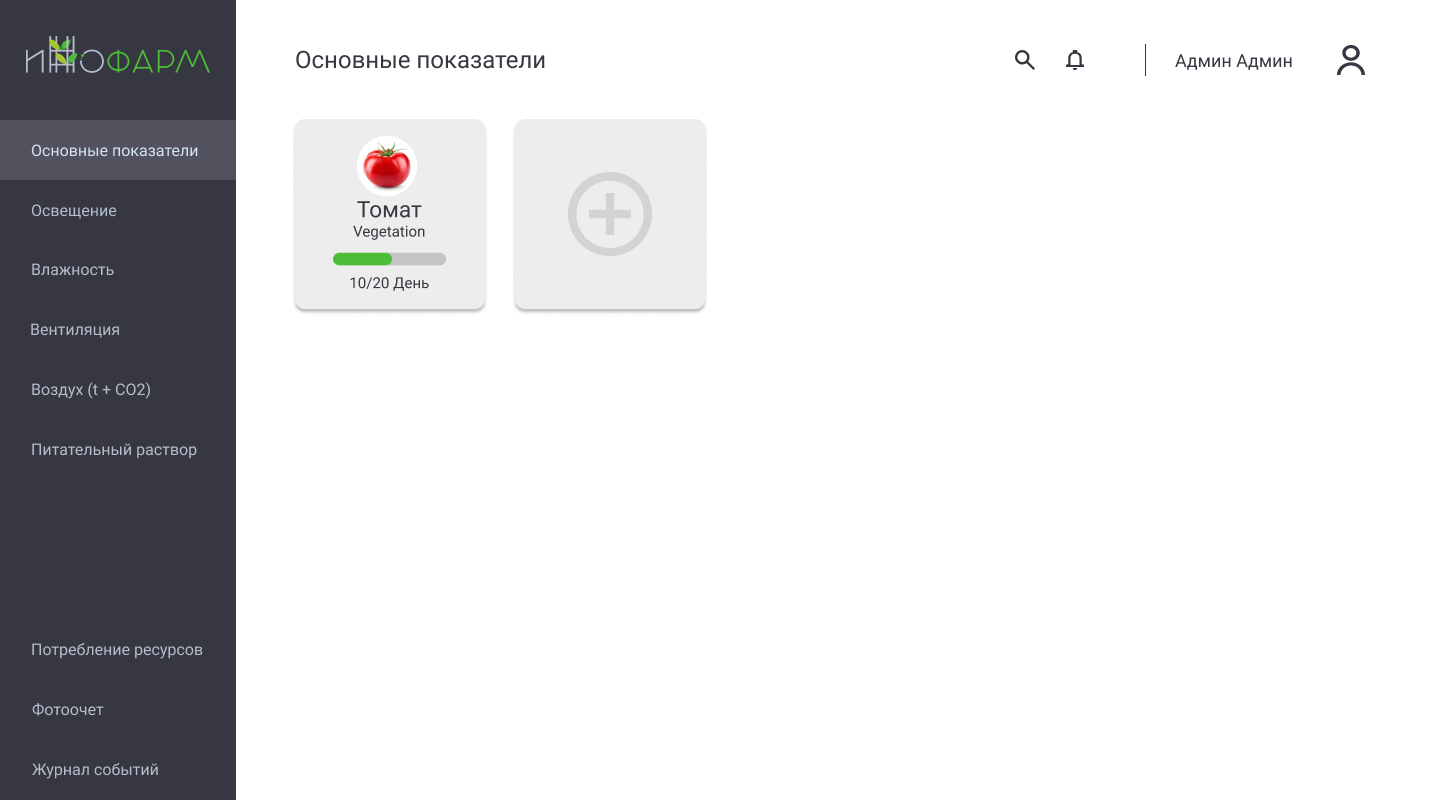 ИННОФАРМ
Основные показатели
Освещение
Влажность
Вентиляция
Воздух (t + CO2)
Питательный раствор
Потребление ресурсов
Фотоочет
Журнал событий
Основные показатели
Админ Админ
Томат
Vegetation
10/20 День